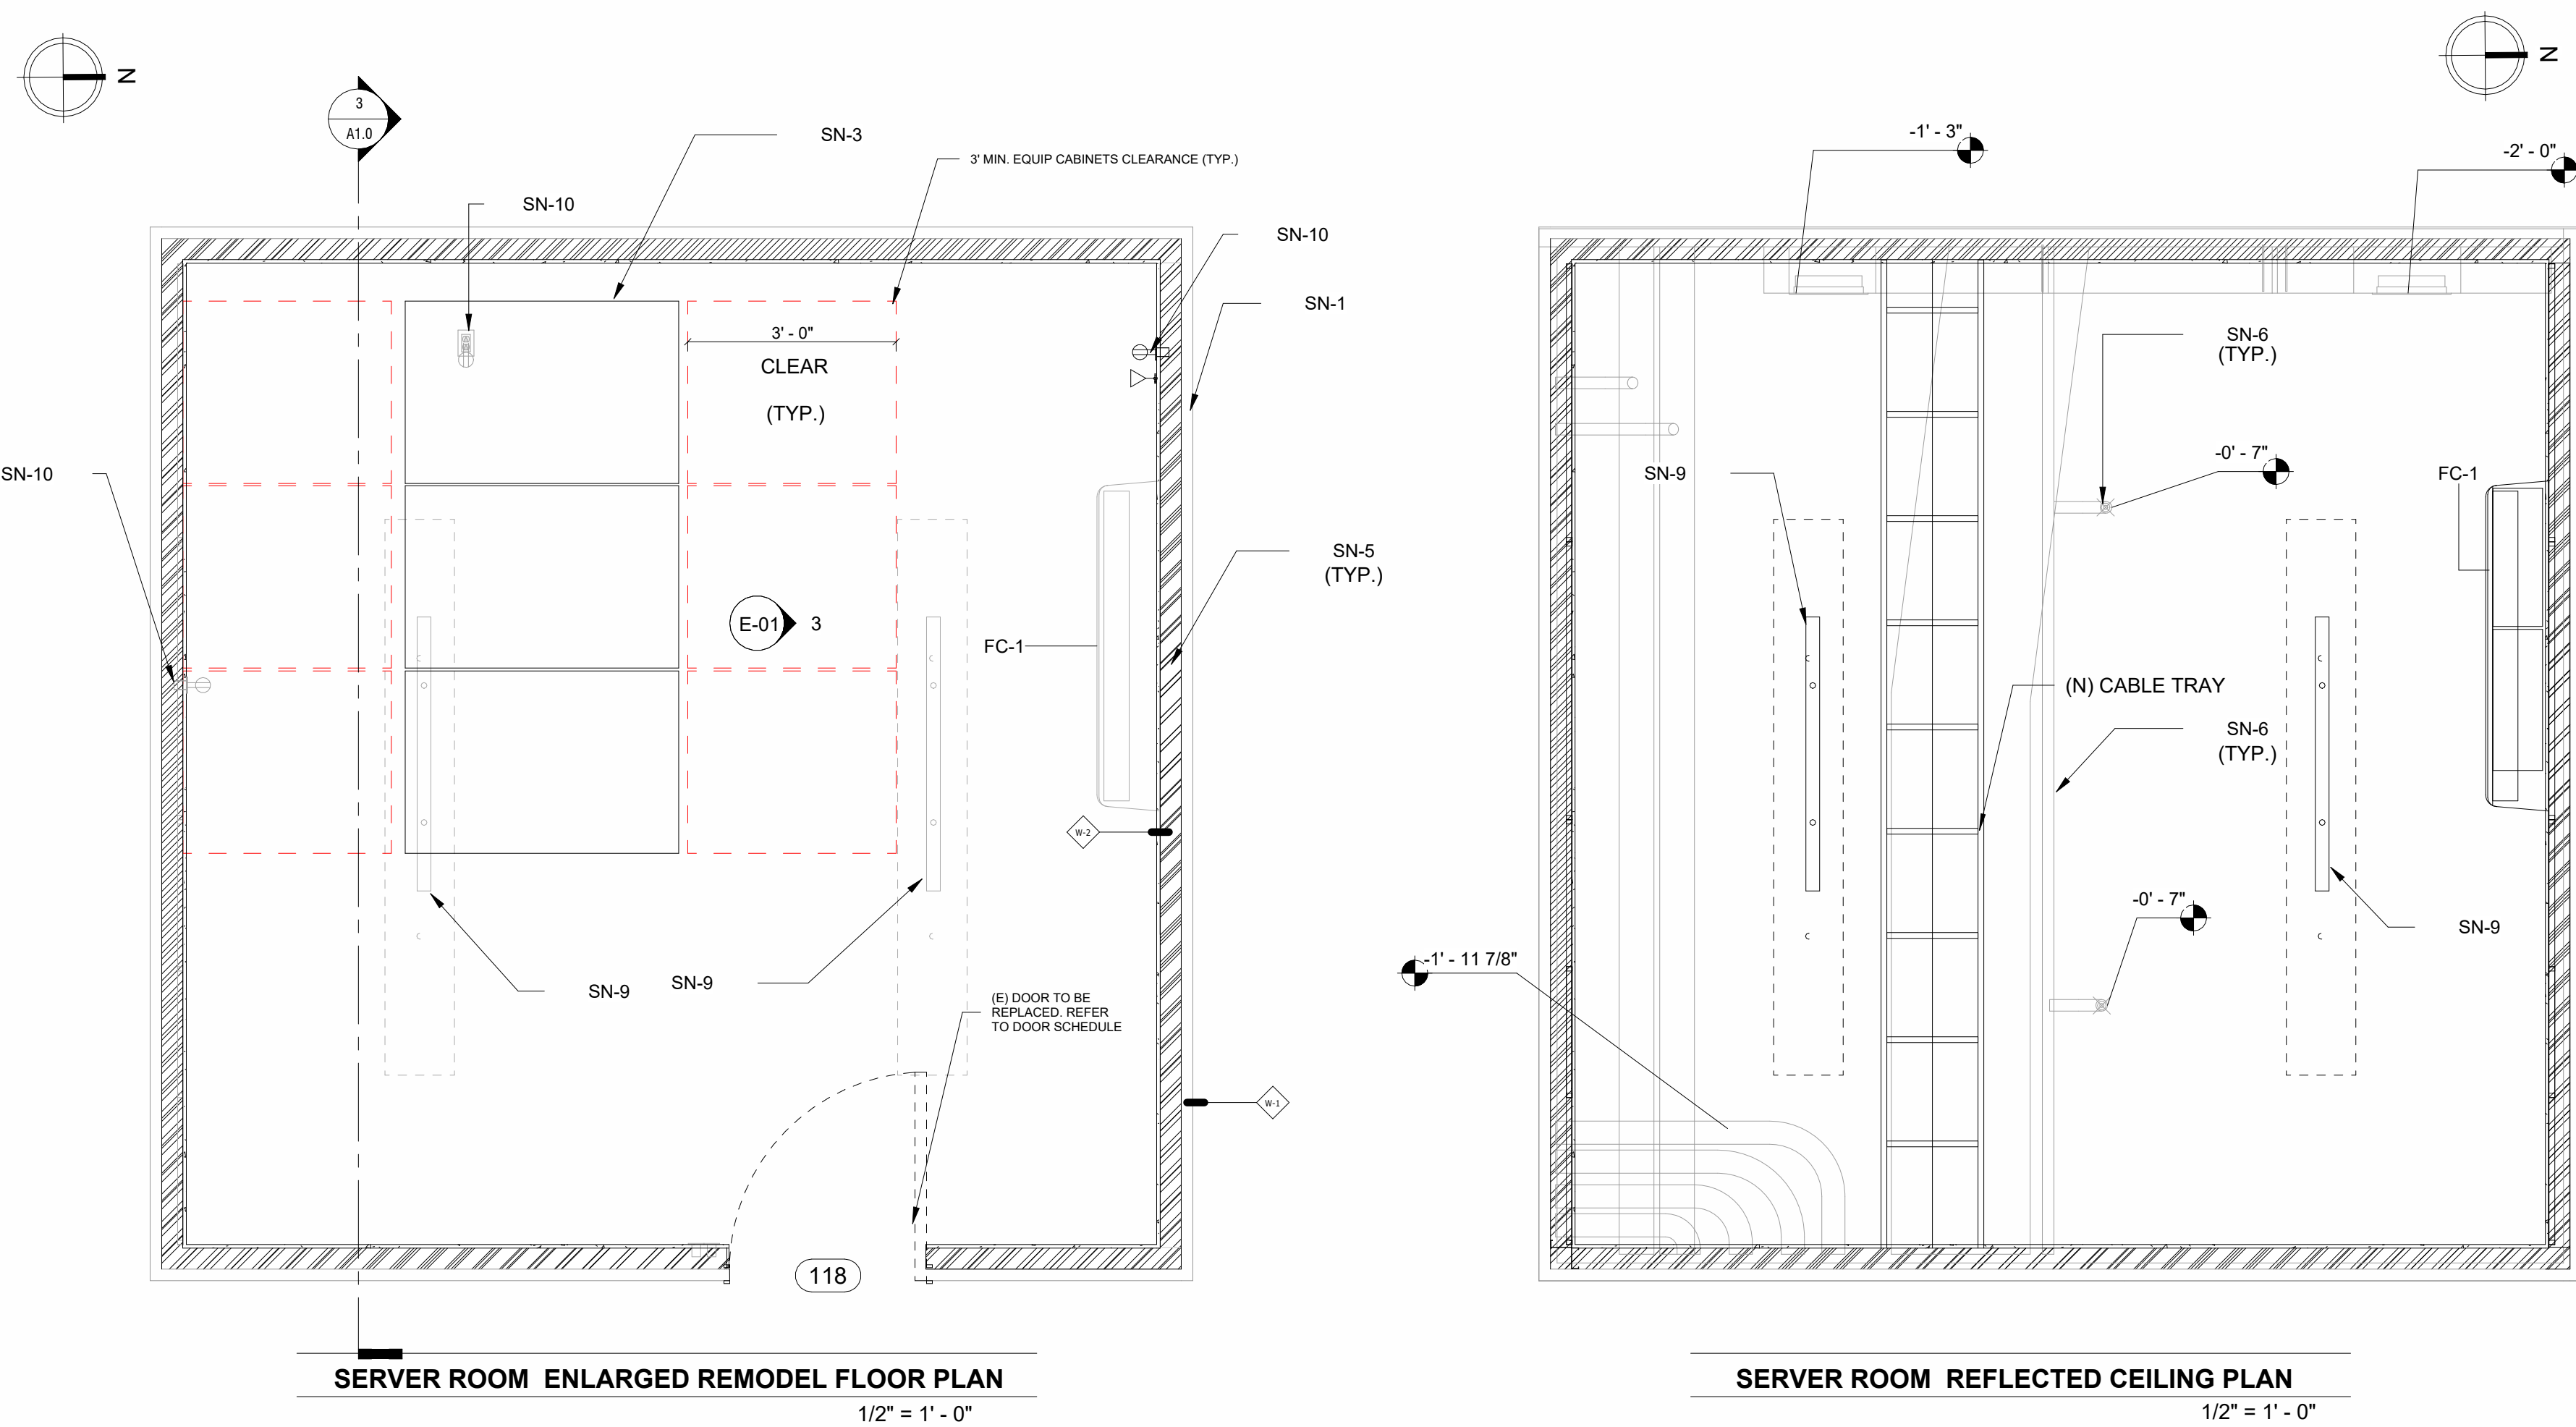 N
3
A1.0
SN-3
3' MIN. EQUIP CABINETS CLEARANCE (TYP.)
SN-10
SN-10
SN-1
3' - 0"
CLEAR
(TYP.)
SN-10
SN-5
(TYP.)
E-01
3
FC-1
W-2
SN-9
SN-9
(E) DOOR TO BE
REPLACED. REFER
TO DOOR SCHEDULE
W-1
118
SERVER ROOM ENLARGED REMODEL FLOOR PLAN
1/2" = 1' - 0"
N
-1' - 3"
-2' - 0"
SN-6
(TYP.)
-0' - 7"
SN-9
FC-1
(N) CABLE TRAY
SN-6
(TYP.)
-0' - 7"
SN-9
-1' - 11 7/8"
SERVER ROOM REFLECTED CEILING PLAN
1/2" = 1' - 0"